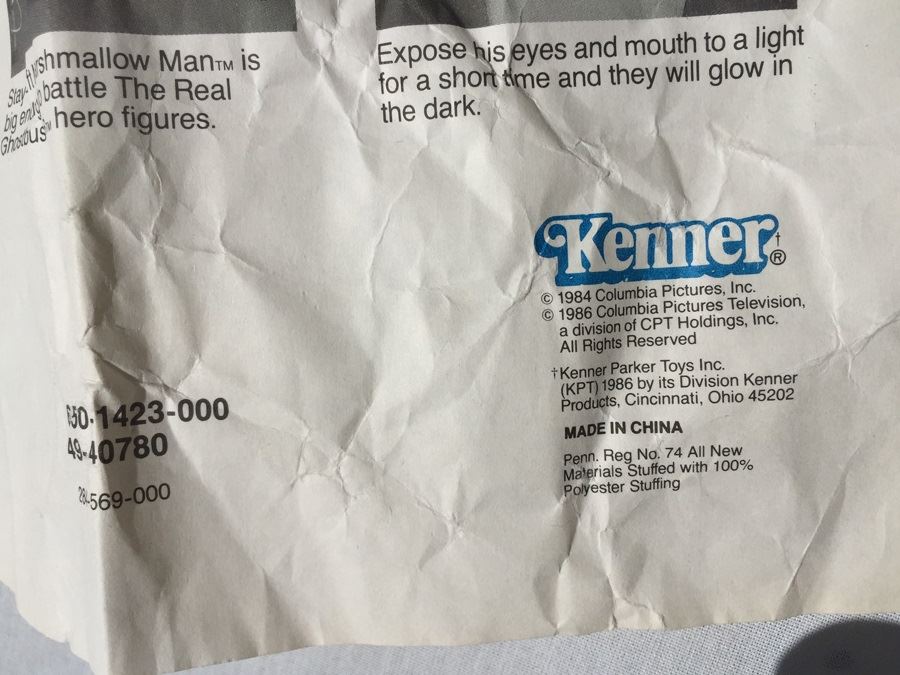 Stay-Marshmallow Man™ is
big enough battle The Real
Ghostbus™ hero figures.
Expose his eyes and mouth to a light
for a short time and they will glow in
the dark.
Kenner†®
© 1984 Columbia Pictures, Inc.
© 1986 Columbia Pictures Television,
a division of CPT Holdings, Inc.
All Rights Reserved
†Kenner Parker Toys Inc.
(KPT) 1986 by its Division Kenner
Products, Cincinnati, Ohio 45202
MADE IN CHINA
Penn. Reg No. 74 All New
Materials Stuffed with 100%
Polyester Stuffing
650-1423-000
49-40780
-569-000